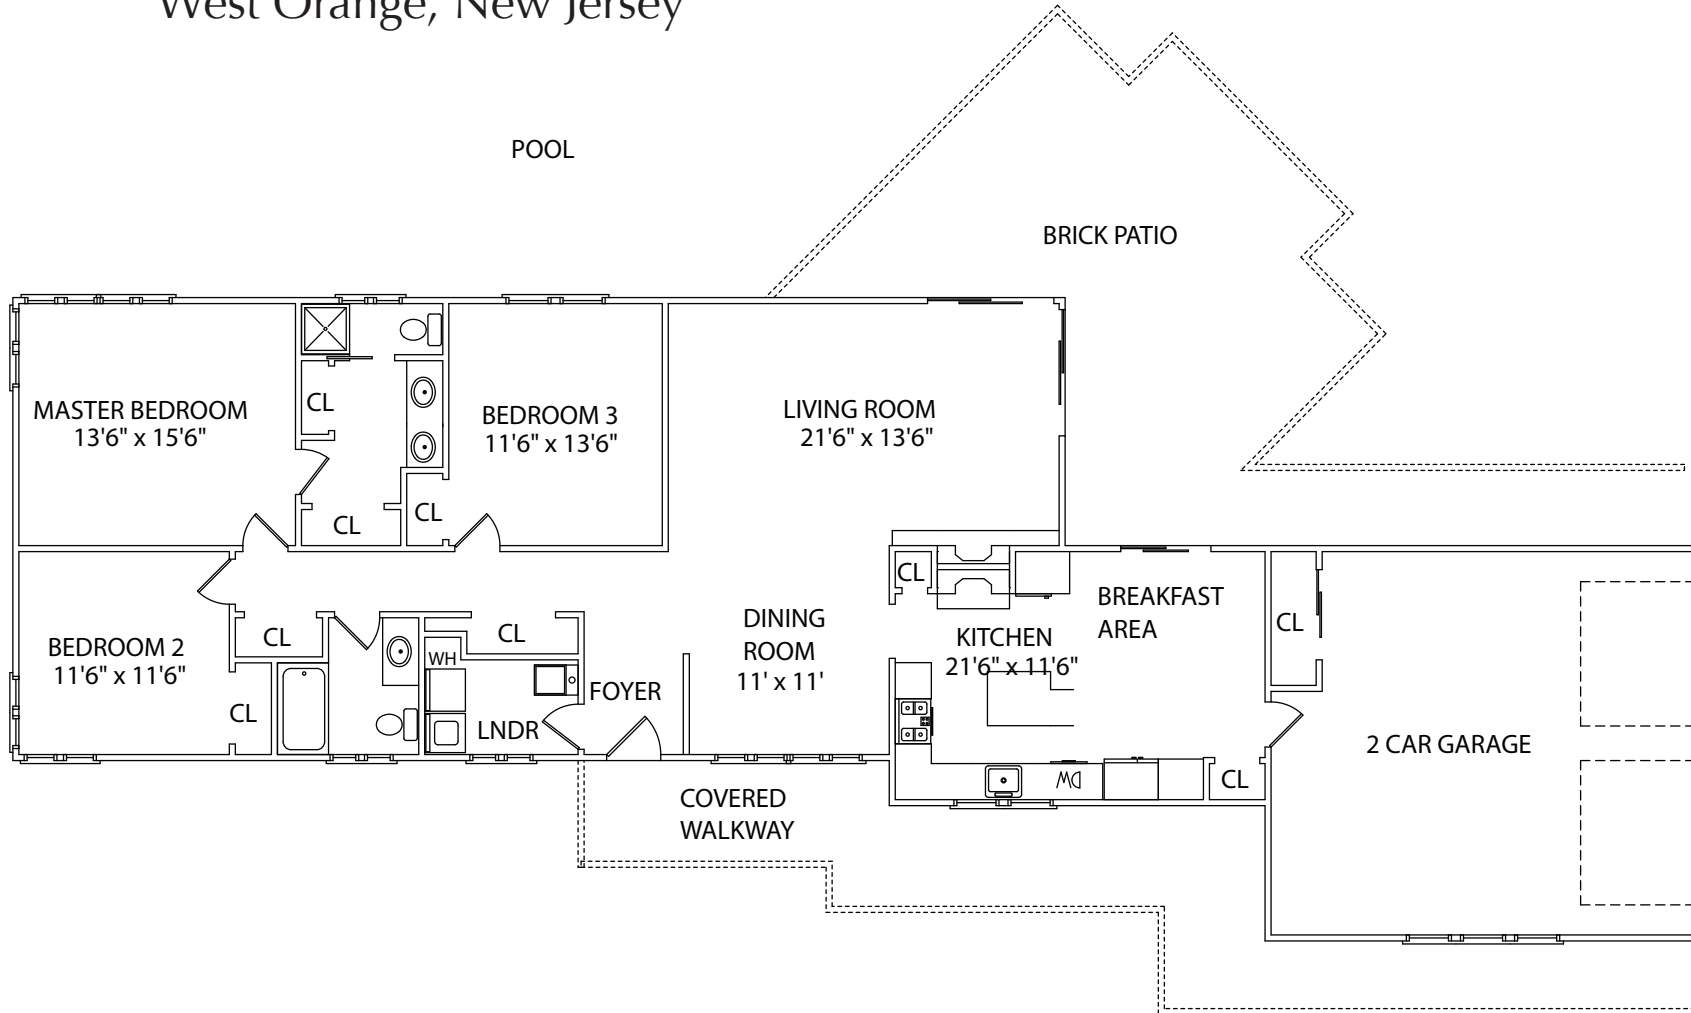 West Orange, New Jersey
POOL
BRICK PATIO
MASTER BEDROOM
13'6" x 15'6"
CL
CL
BEDROOM 3
11'6" x 13'6"
CL
LIVING ROOM
21'6" x 13'6"
BEDROOM 2
11'6" x 11'6"
CL
CL
WH
LNDR
CL
FOYER
DINING
ROOM
11' x 11'
CL
KITCHEN
21'6" x 11'6"
BREAKFAST
AREA
DW
CL
CL
2 CAR GARAGE
COVERED
WALKWAY